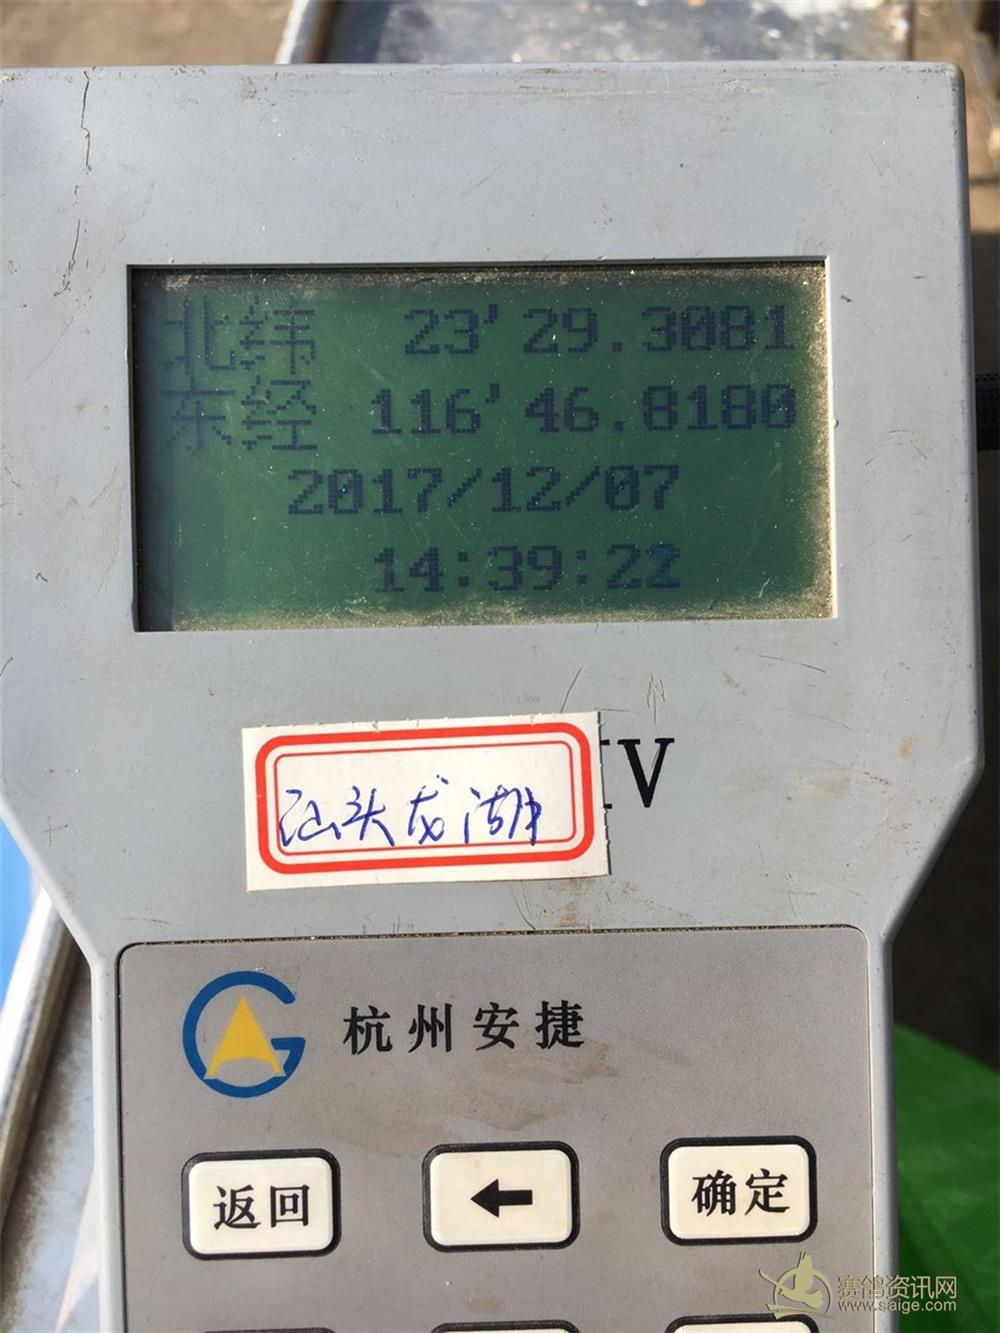 北纬 23'29.3081
东经 116'46.8180
2017/12/07
14:39:22
IV
汕头龙湖
杭州安捷
返回 ← 确定
赛鸽资讯网
www.saige.com